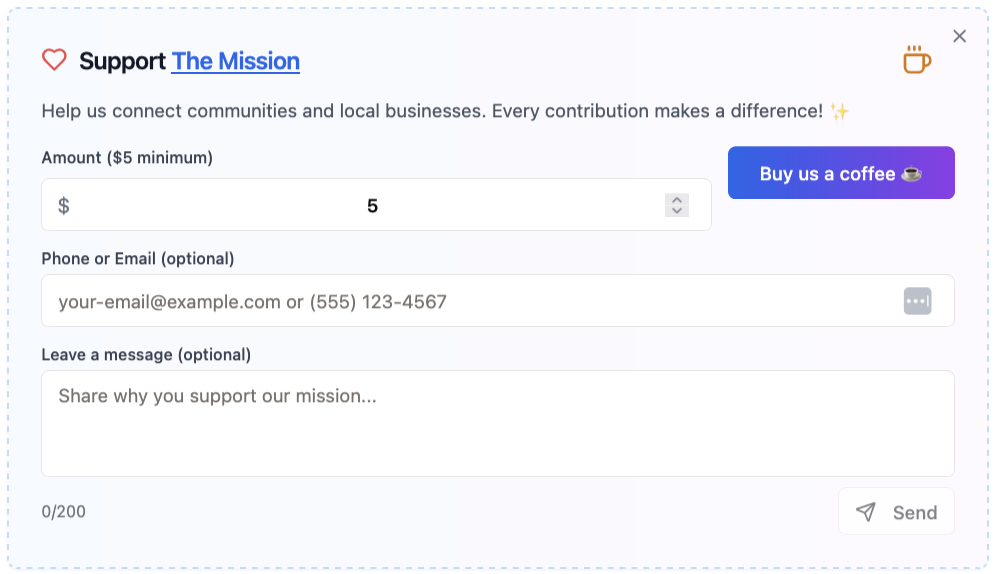 Support The Mission
Help us connect communities and local businesses. Every contribution makes a difference! ✨
Amount ($5 minimum)
Buy us a coffee ☕
$ 5
Phone or Email (optional)
your-email@example.com or (555) 123-4567
Leave a message (optional)
Share why you support our mission...
0/200
Send